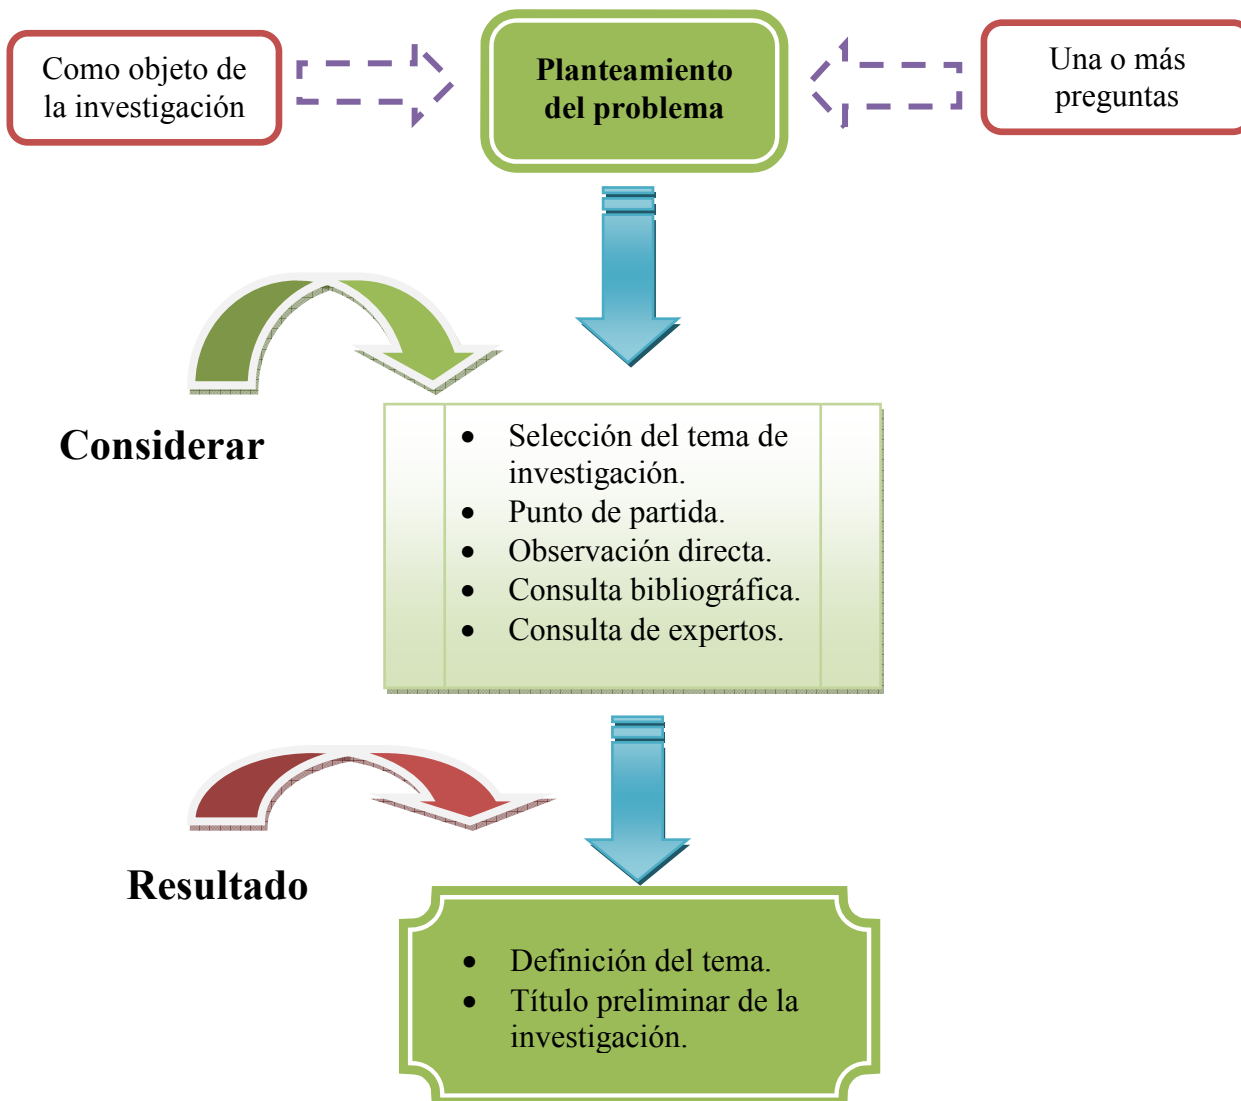 Como objeto de
la investigación
Planteamiento
del problema
Una o más
preguntas
Considerar
• Selección del tema de
investigación.
• Punto de partida.
• Observación directa.
• Consulta bibliográfica.
• Consulta de expertos.
Resultado
• Definición del tema.
• Título preliminar de la
investigación.